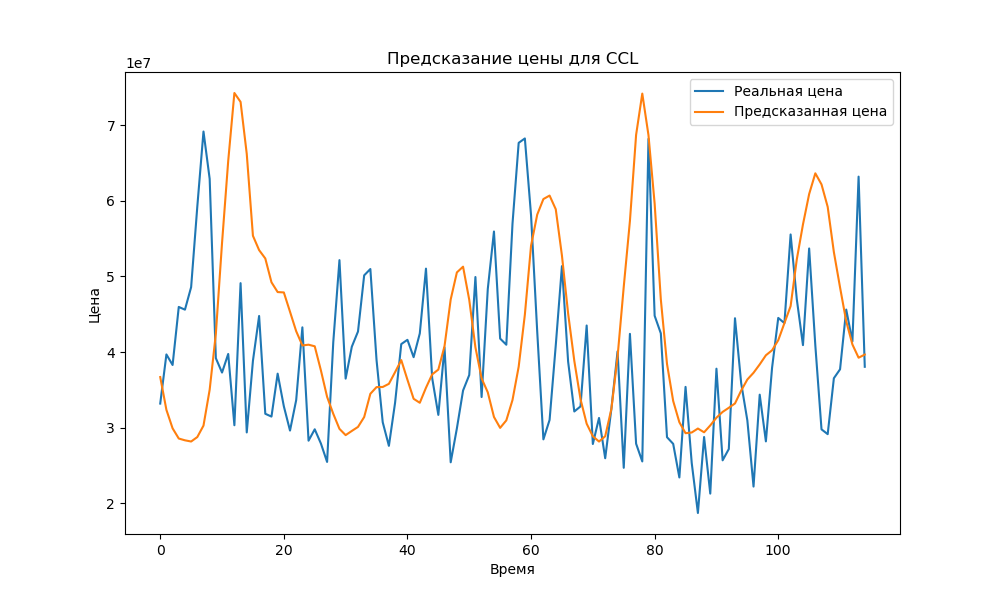 Предсказание цены для CCL
1e7
Реальная цена
Предсказанная цена
7
6
5
4
3
2
Цена
0 20 40 60 80 100
Время